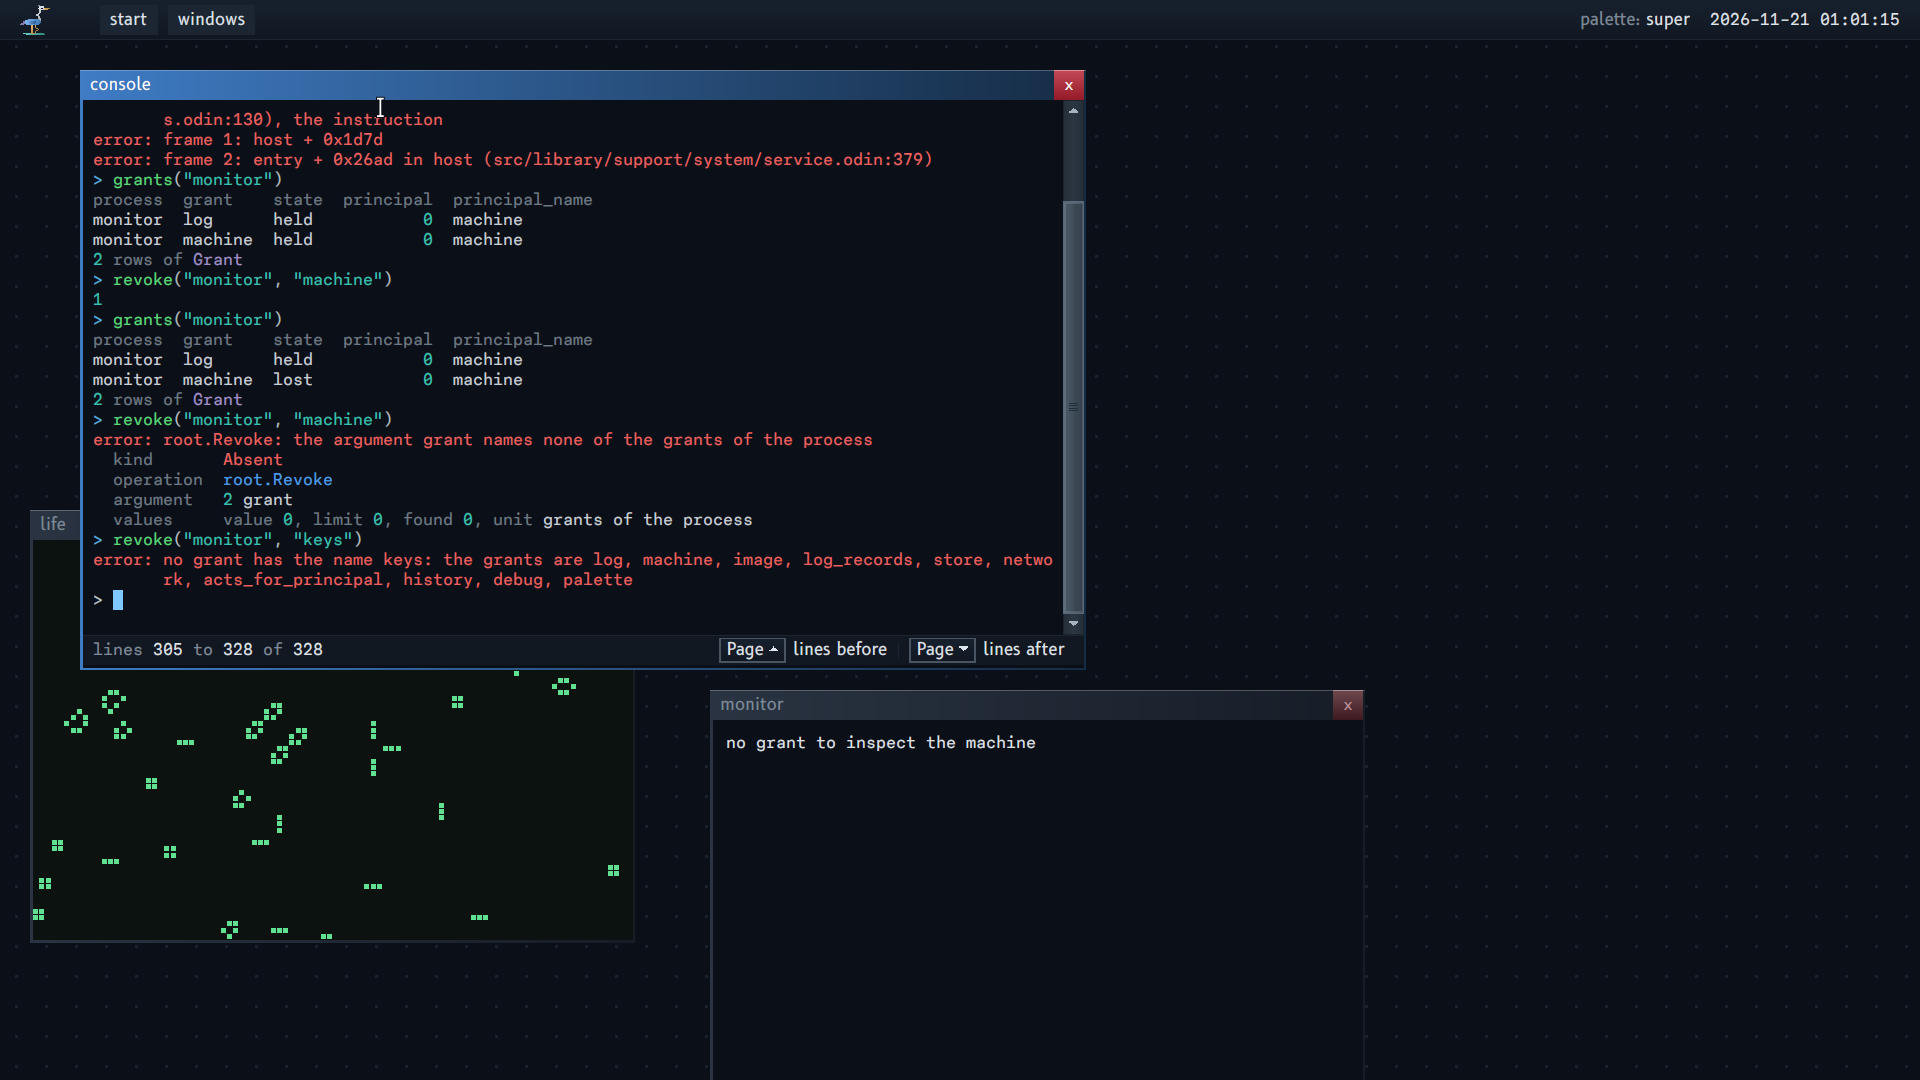 start windows palette: super 2026-11-21 01:01:15
console x
s.odin:130), the instruction
error: frame 1: host + 0x1d7d
error: frame 2: entry + 0x26ad in host (src/library/support/system/service.odin:379)
> grants("monitor")
process grant state principal principal_name
monitor log held 0 machine
monitor machine held 0 machine
2 rows of Grant
> revoke("monitor", "machine")
1
> grants("monitor")
process grant state principal principal_name
monitor log held 0 machine
monitor machine lost 0 machine
2 rows of Grant
> revoke("monitor", "machine")
error: root.Revoke: the argument grant names none of the grants of the process
kind Absent
operation root.Revoke
argument 2 grant
values value 0, limit 0, found 0, unit grants of the process
> revoke("monitor", "keys")
error: no grant has the name keys: the grants are log, machine, image, log_records, store, netwo
rk, acts_for_principal, history, debug, palette
>
lines 305 to 328 of 328 Page lines before Page lines after
life
monitor x
no grant to inspect the machine